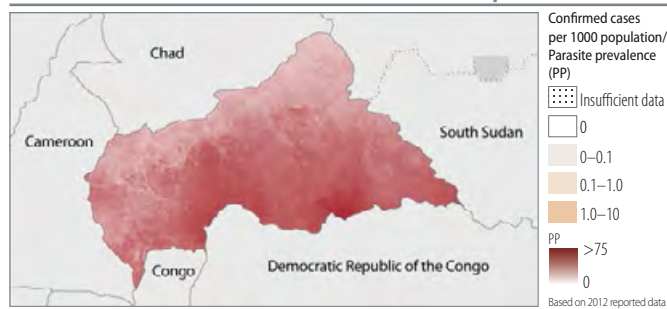 Confirmed cases
per 1000 population/
Parasite prevalence
(PP)
Insufficient data
0
0–0.1
0.1–1.0
1.0–10
PP
>75
0
Based on 2012 reported data
Chad
Cameroon
South Sudan
Congo
Democratic Republic of the Congo